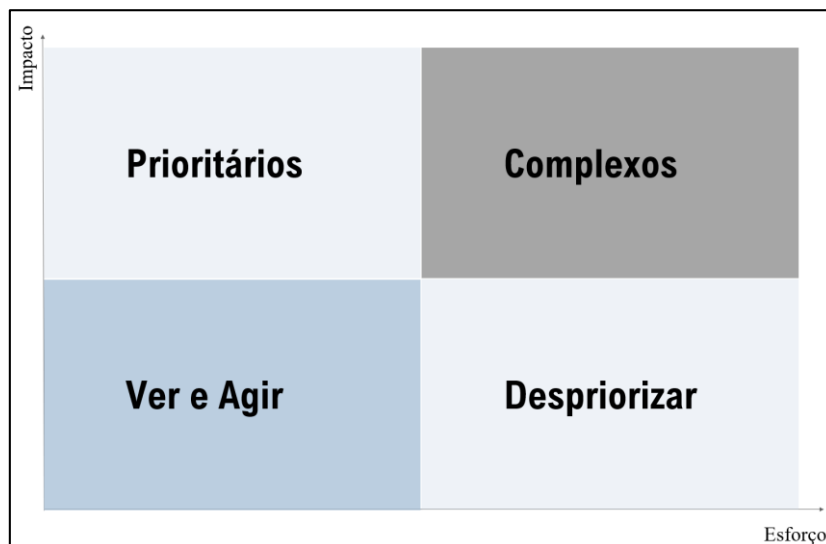 Impacto
Prioritários
Complexos
Ver e Agir
Despriorizar
Esforço